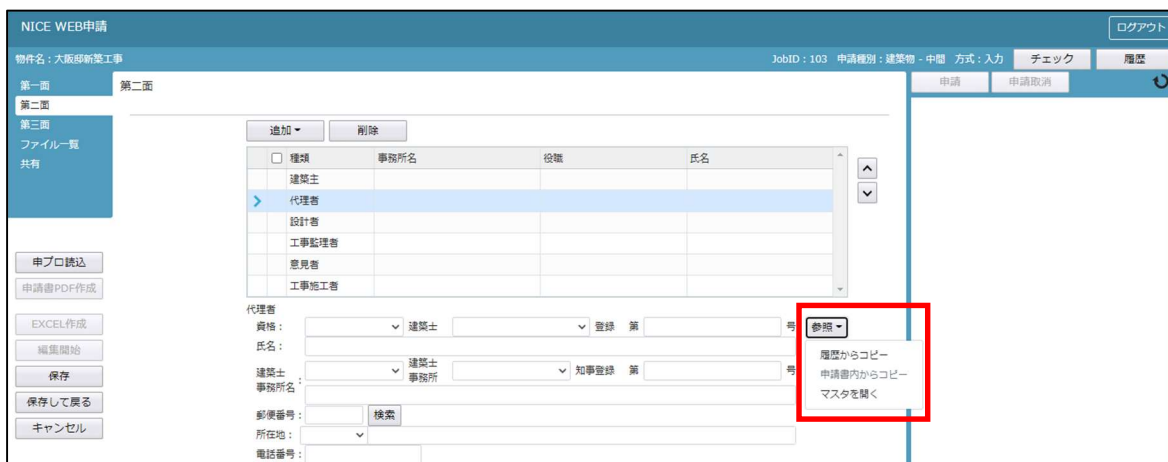 NICE WEB申請
ログアウト
物件名：大阪邸新築工事
JobID：103 申請種別：建築物 - 中間 方式：入力
チェック
履歴
第一面
第二面
第三面
ファイル一覧
共有
第二面
申請
申請取消
追加
削除
種類 事務所名 役職 氏名
建築主
代理者
設計者
工事監理者
意見者
工事施工者
申プロ読込
申請書PDF作成
EXCEL作成
編集開始
保存
保存して戻る
キャンセル
代理者
資格： 建築士 登録 第 号
参照
氏名：
建築士事務所名： 建築士事務所 知事登録 第 号
郵便番号： 検索
所在地：
電話番号：
履歴からコピー
申請書内からコピー
マスタを開く